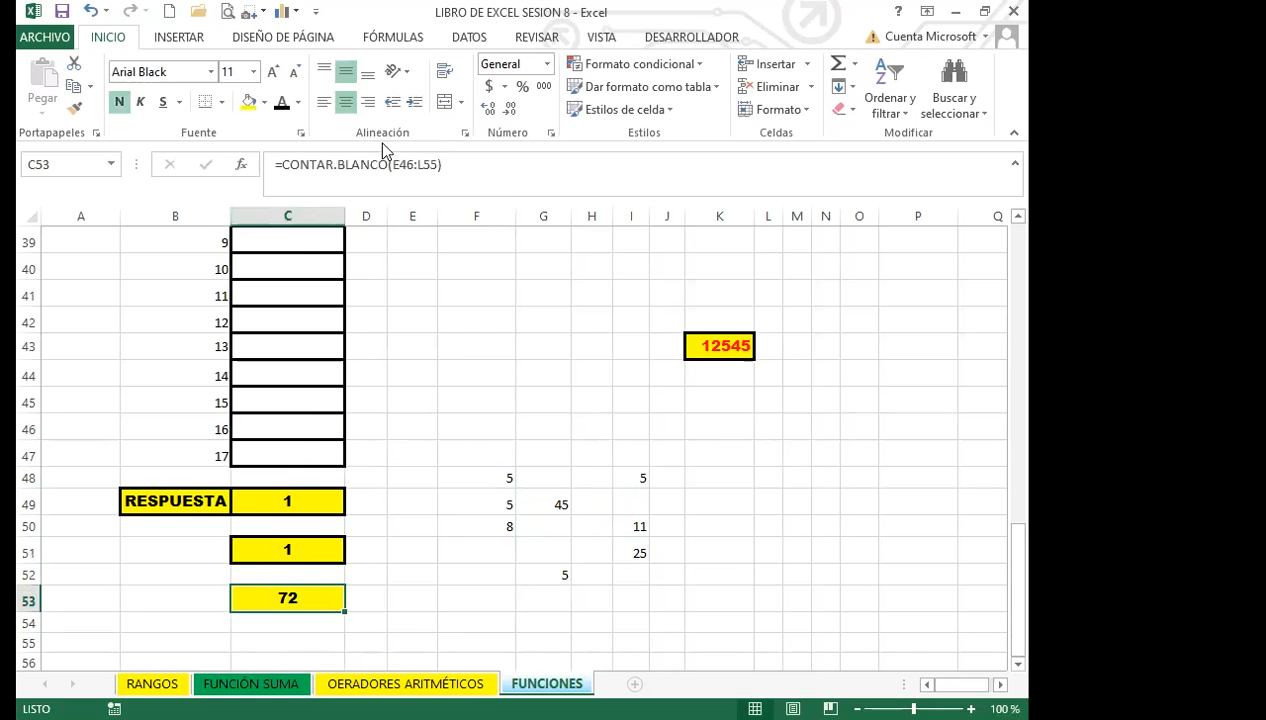 LIBRO DE EXCEL SESION 8 - Excel
?
ARCHIVO INICIO INSERTAR DISEÑO DE PÁGINA FÓRMULAS DATOS REVISAR VISTA DESARROLLADOR Cuenta Microsoft
Pegar
Arial Black 11 A A
N K S A
General
$ % 000
Formato condicional
Dar formato como tabla
Estilos de celda
Insertar
Eliminar
Formato
Ordenar y filtrar
Buscar y seleccionar
Portapapeles Fuente Alineación Número Estilos Celdas Modificar
C53 fx =CONTAR.BLANCO(E46:L55)
A B C D E F G H I J K L M N O P Q
39 9
40 10
41 11
42 12
43 13 12545
44 14
45 15
46 16
47 17
48 5 5
49 RESPUESTA 1 5 45
50 8 11
51 1 25
52 5
53 72
54
55
56
RANGOS FUNCIÓN SUMA OERADORES ARITMÉTICOS FUNCIONES
LISTO 100 %